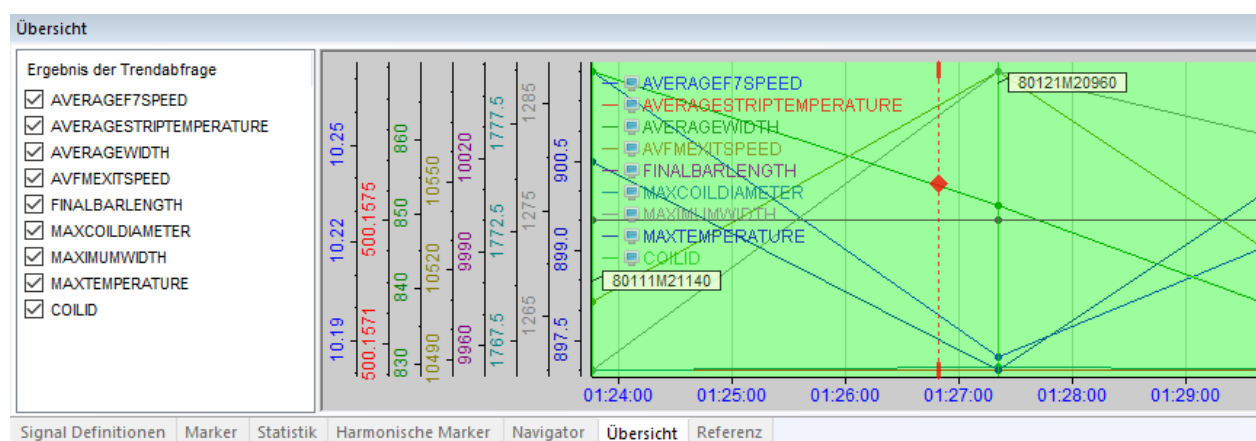 Übersicht
Ergebnis der Trendabfrage
AVERAGEF7SPEED
AVERAGESTRIPTEMPERATURE
AVERAGEWIDTH
AVFMEXITSPEED
FINALBARLENGTH
MAXCOILDIAMETER
MAXIMUMWIDTH
MAXTEMPERATURE
COILID
10.25
10.22
10.19
500.1575
500.1571
860
850
840
830
10550
10520
10490
10020
9990
9960
1777.5
1772.5
1767.5
1285
1275
1265
900.5
899.0
897.5
AVERAGEF7SPEED
AVERAGESTRIPTEMPERATURE
AVERAGEWIDTH
AVFMEXITSPEED
FINALBARLENGTH
MAXCOILDIAMETER
MAXIMUMWIDTH
MAXTEMPERATURE
COILID
80111M21140
80121M20960
01:24:00 01:25:00 01:26:00 01:27:00 01:28:00 01:29:00
Signal Definitionen Marker Statistik Harmonische Marker Navigator Übersicht Referenz